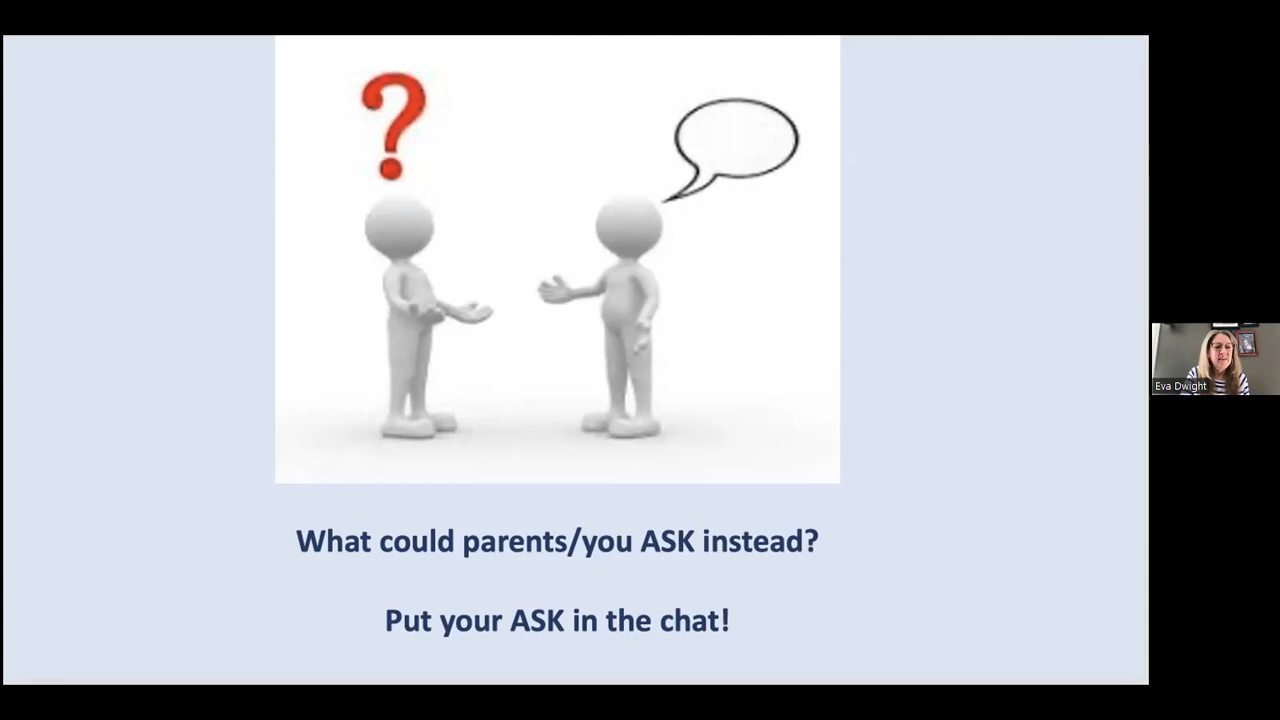 ?
What could parents/you ASK instead?
Put your ASK in the chat!
Eva Dwight